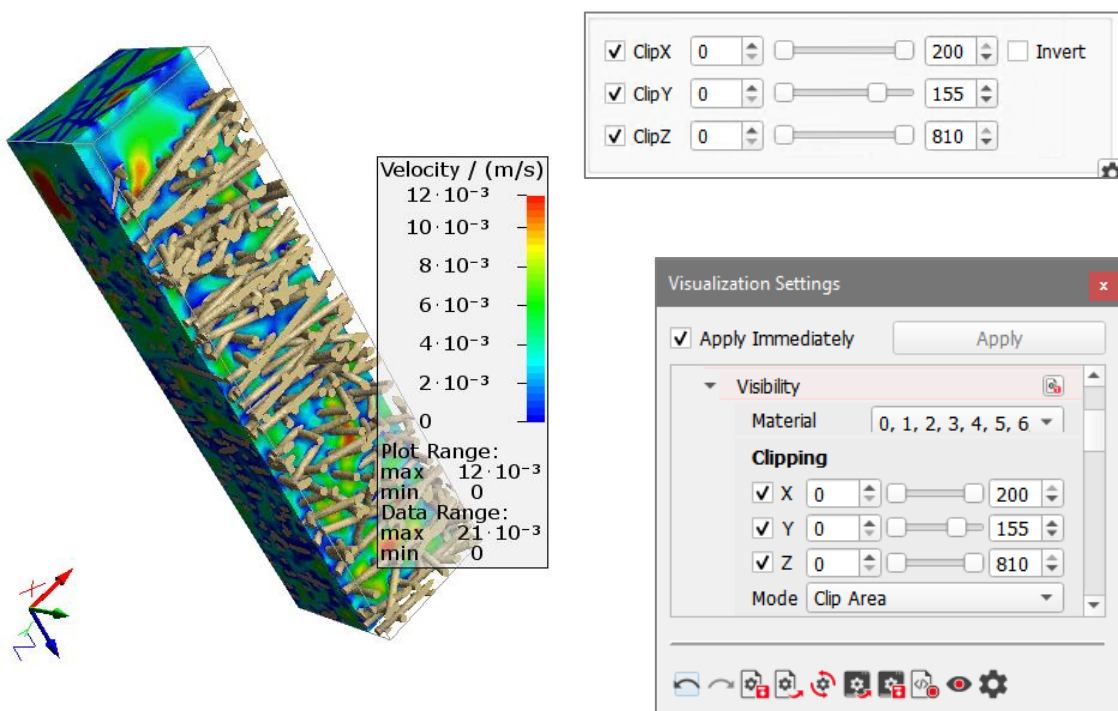 ClipX 0 200 Invert
ClipY 0 155
ClipZ 0 810
Velocity / (m/s)
12·10⁻³
10·10⁻³
8·10⁻³
6·10⁻³
4·10⁻³
2·10⁻³
0
Plot Range:
max 12·10⁻³
min 0
Data Range:
max 21·10⁻³
min 0
X
Y
Z
Visualization Settings x
Apply Immediately Apply
Visibility
Material 0, 1, 2, 3, 4, 5, 6
Clipping
X 0 200
Y 0 155
Z 0 810
Mode Clip Area